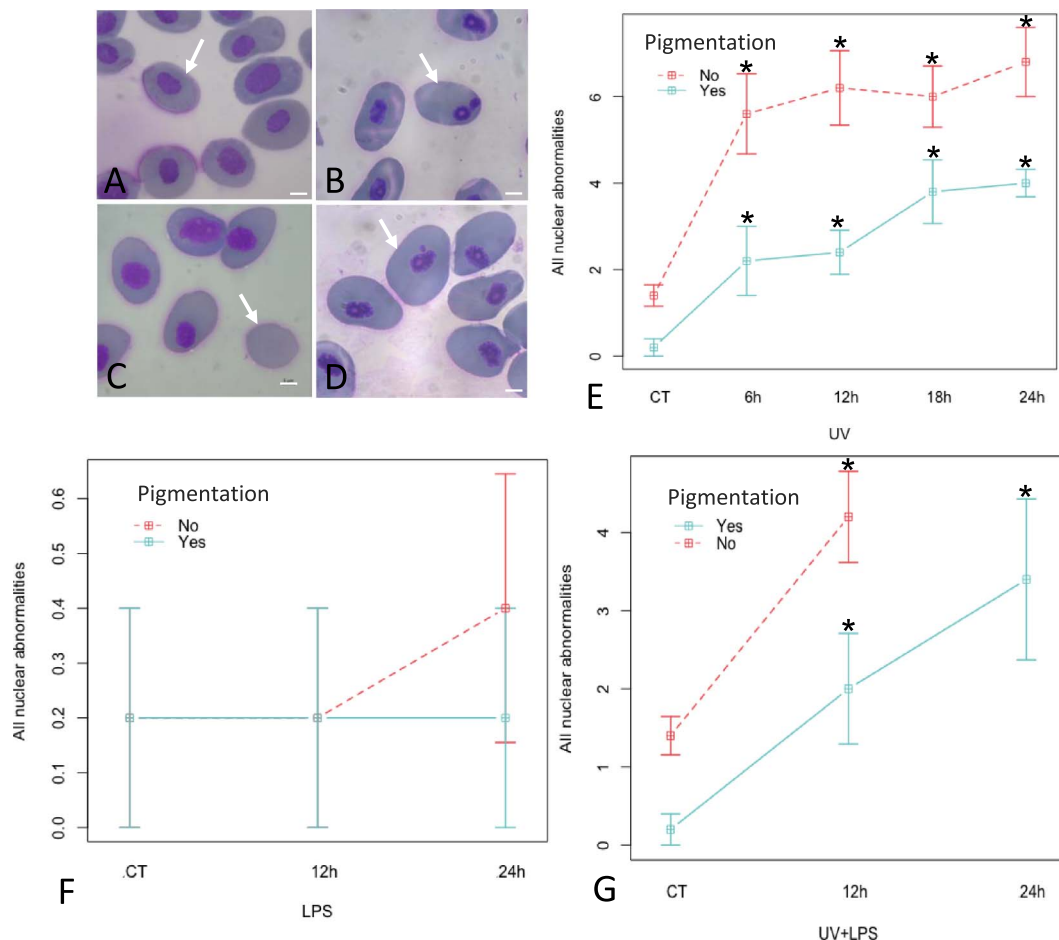 A
B
C
D
Pigmentation
No
Yes
All nuclear abnormalities
0
2
4
6
*
*
*
*
*
*
*
*
CT
6h
12h
18h
24h
UV
E
Pigmentation
No
Yes
All nuclear abnormalities
0.0
0.1
0.2
0.3
0.4
0.5
0.6
.CT
12h
.24h
LPS
F
Pigmentation
Yes
No
All nuclear abnormalities
0
1
2
3
4
*
*
*
CT
12h
24h
UV+LPS
G